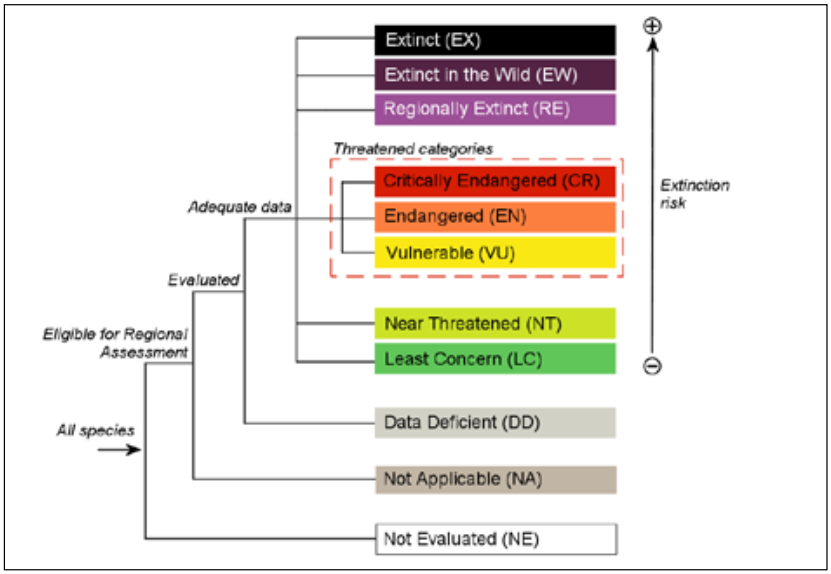 Extinct (EX)
Extinct in the Wild (EW)
Regionally Extinct (RE)
Threatened categories
Critically Endangered (CR)
Adequate data
Endangered (EN)
Extinction
risk
Vulnerable (VU)
Evaluated
Near Threatened (NT)
Eligible for Regional
Assessment
Least Concern (LC)
All species
Data Deficient (DD)
Not Applicable (NA)
Not Evaluated (NE)